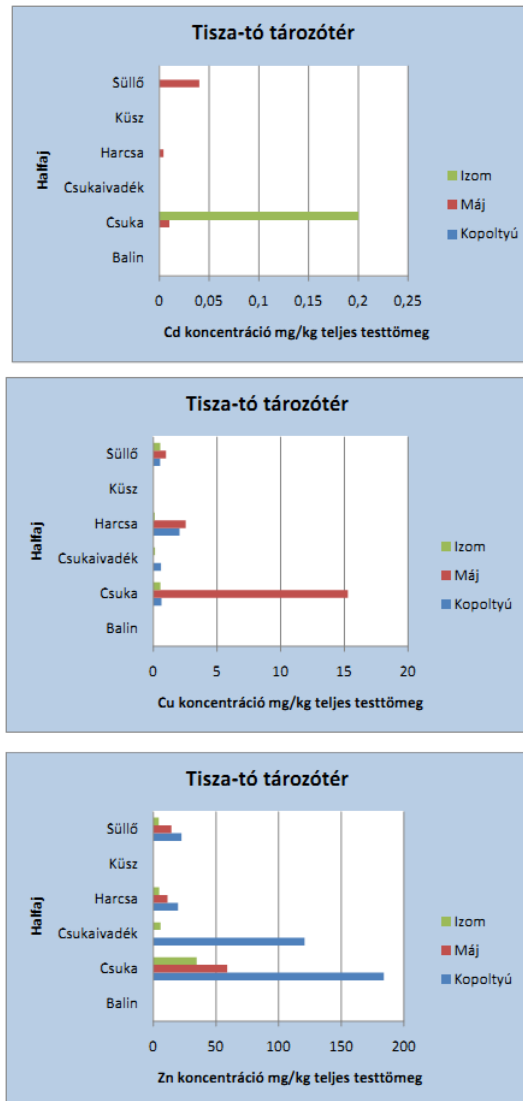 Tisza-tó tározótér
Halfaj
Süllő
Küsz
Harcsa
Csukaivadék
Csuka
Balin
0 0,05 0,1 0,15 0,2 0,25
Cd koncentráció mg/kg teljes testtömeg
Izom
Máj
Kopoltyú
Tisza-tó tározótér
Halfaj
Süllő
Küsz
Harcsa
Csukaivadék
Csuka
Balin
0 5 10 15 20
Cu koncentráció mg/kg teljes testtömeg
Izom
Máj
Kopoltyú
Tisza-tó tározótér
Halfaj
Süllő
Küsz
Harcsa
Csukaivadék
Csuka
Balin
0 50 100 150 200
Zn koncentráció mg/kg teljes testtömeg
Izom
Máj
Kopoltyú